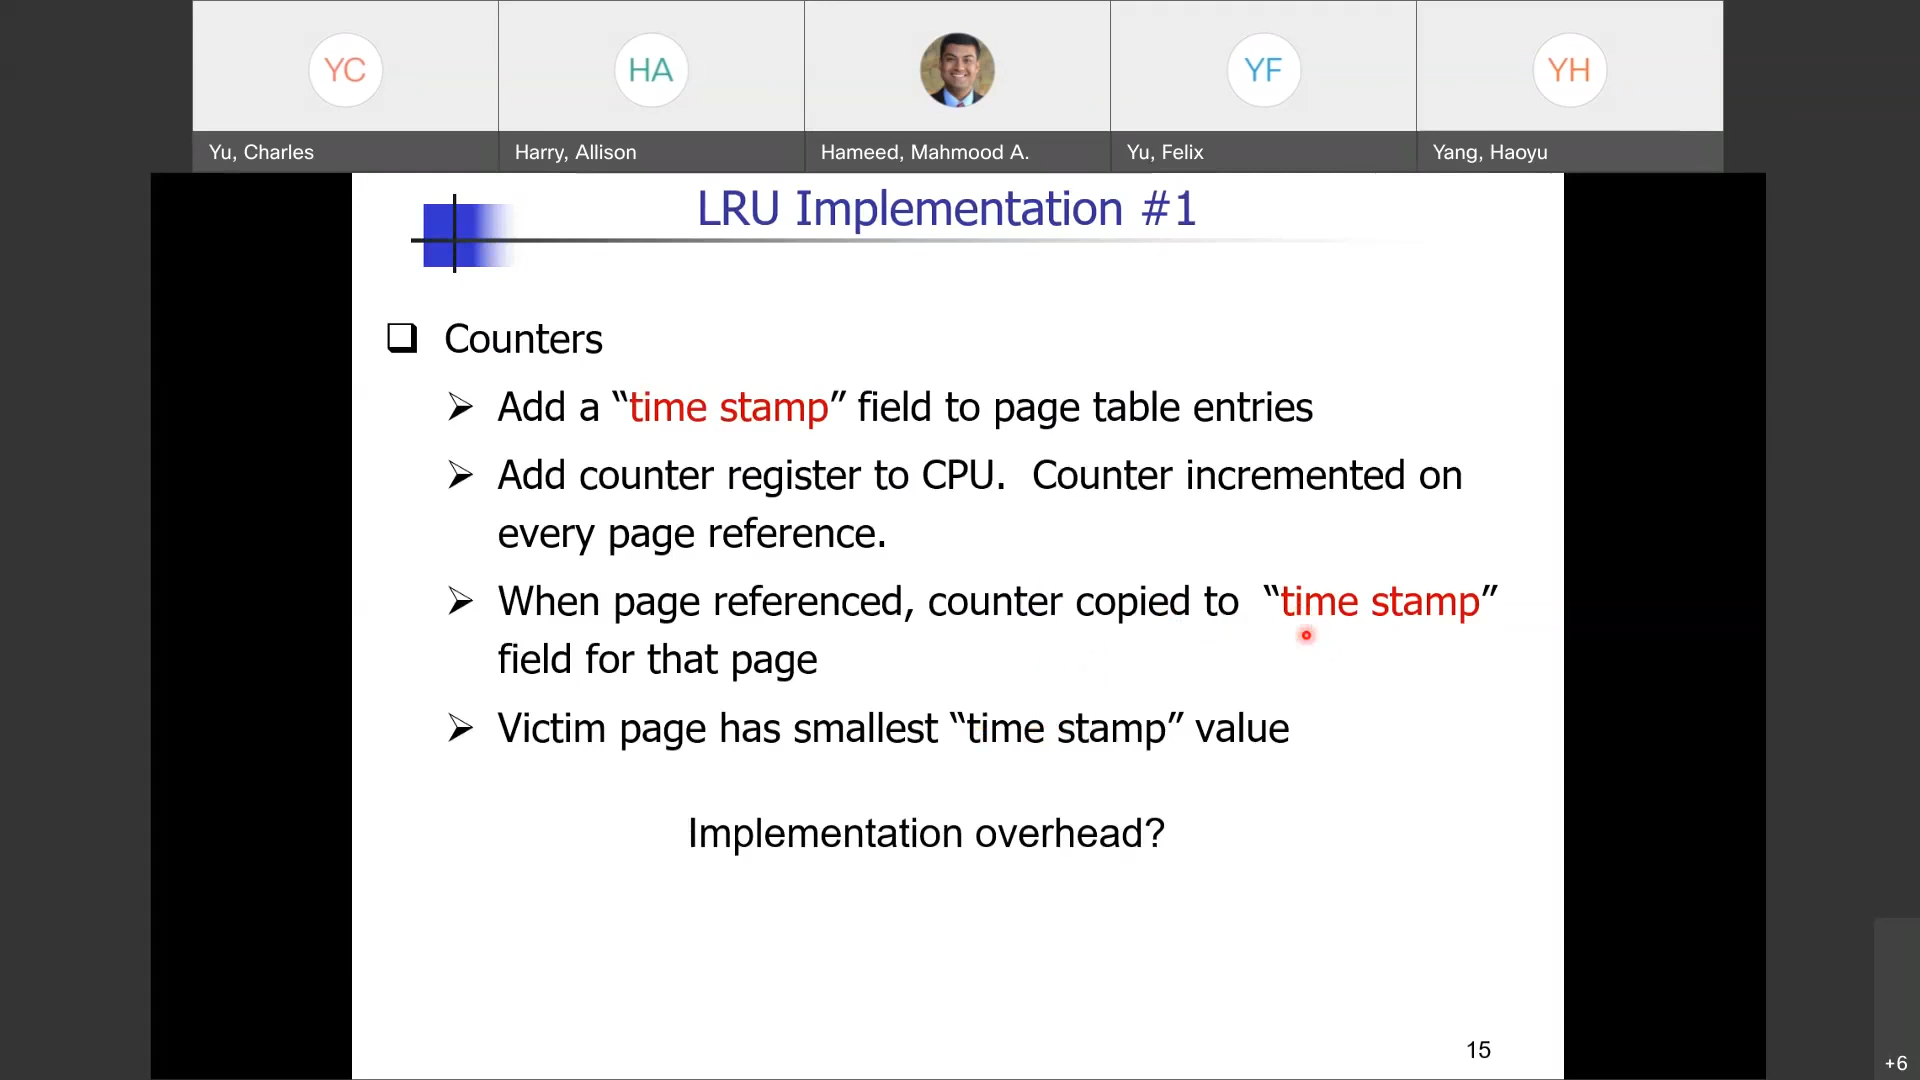 YC
HA
YF
YH
Yu, Charles
Harry, Allison
Hameed, Mahmood A.
Yu, Felix
Yang, Haoyu
LRU Implementation #1
Counters
Add a “time stamp” field to page table entries
Add counter register to CPU.  Counter incremented on
every page reference.
When page referenced, counter copied to  “time stamp”
field for that page
Victim page has smallest “time stamp” value
Implementation overhead?
15
+6